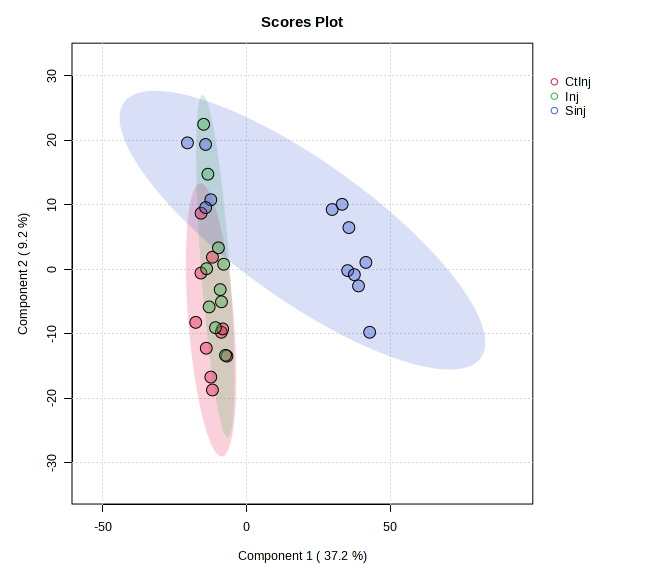 Scores Plot
30
20
10
0
-10
-20
-30
Component 2 ( 9.2 %)
-50
0
50
Component 1 ( 37.2 %)
CtInj
Inj
Sinj